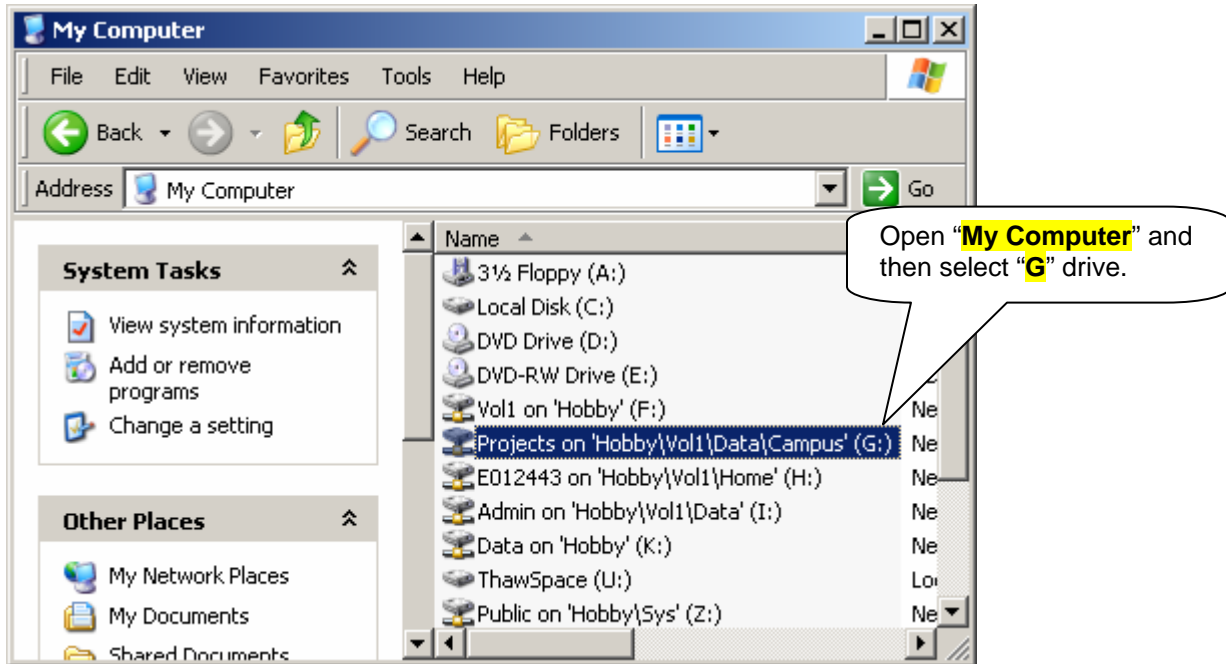 My Computer
File Edit View Favorites Tools Help
Back Search Folders
Address My Computer Go
System Tasks
View system information
Add or remove
programs
Change a setting
Other Places
My Network Places
My Documents
Shared Documents
Name
3½ Floppy (A:)
Local Disk (C:)
DVD Drive (D:)
DVD-RW Drive (E:)
Vol1 on 'Hobby' (F:) Ne
Projects on 'Hobby\Vol1\Data\Campus' (G:) Ne
E012443 on 'Hobby\Vol1\Home' (H:) Ne
Admin on 'Hobby\Vol1\Data' (I:) Ne
Data on 'Hobby' (K:) Ne
ThawSpace (U:) Lo
Public on 'Hobby\Sys' (Z:) Ne
Open “My Computer” and
then select “G” drive.